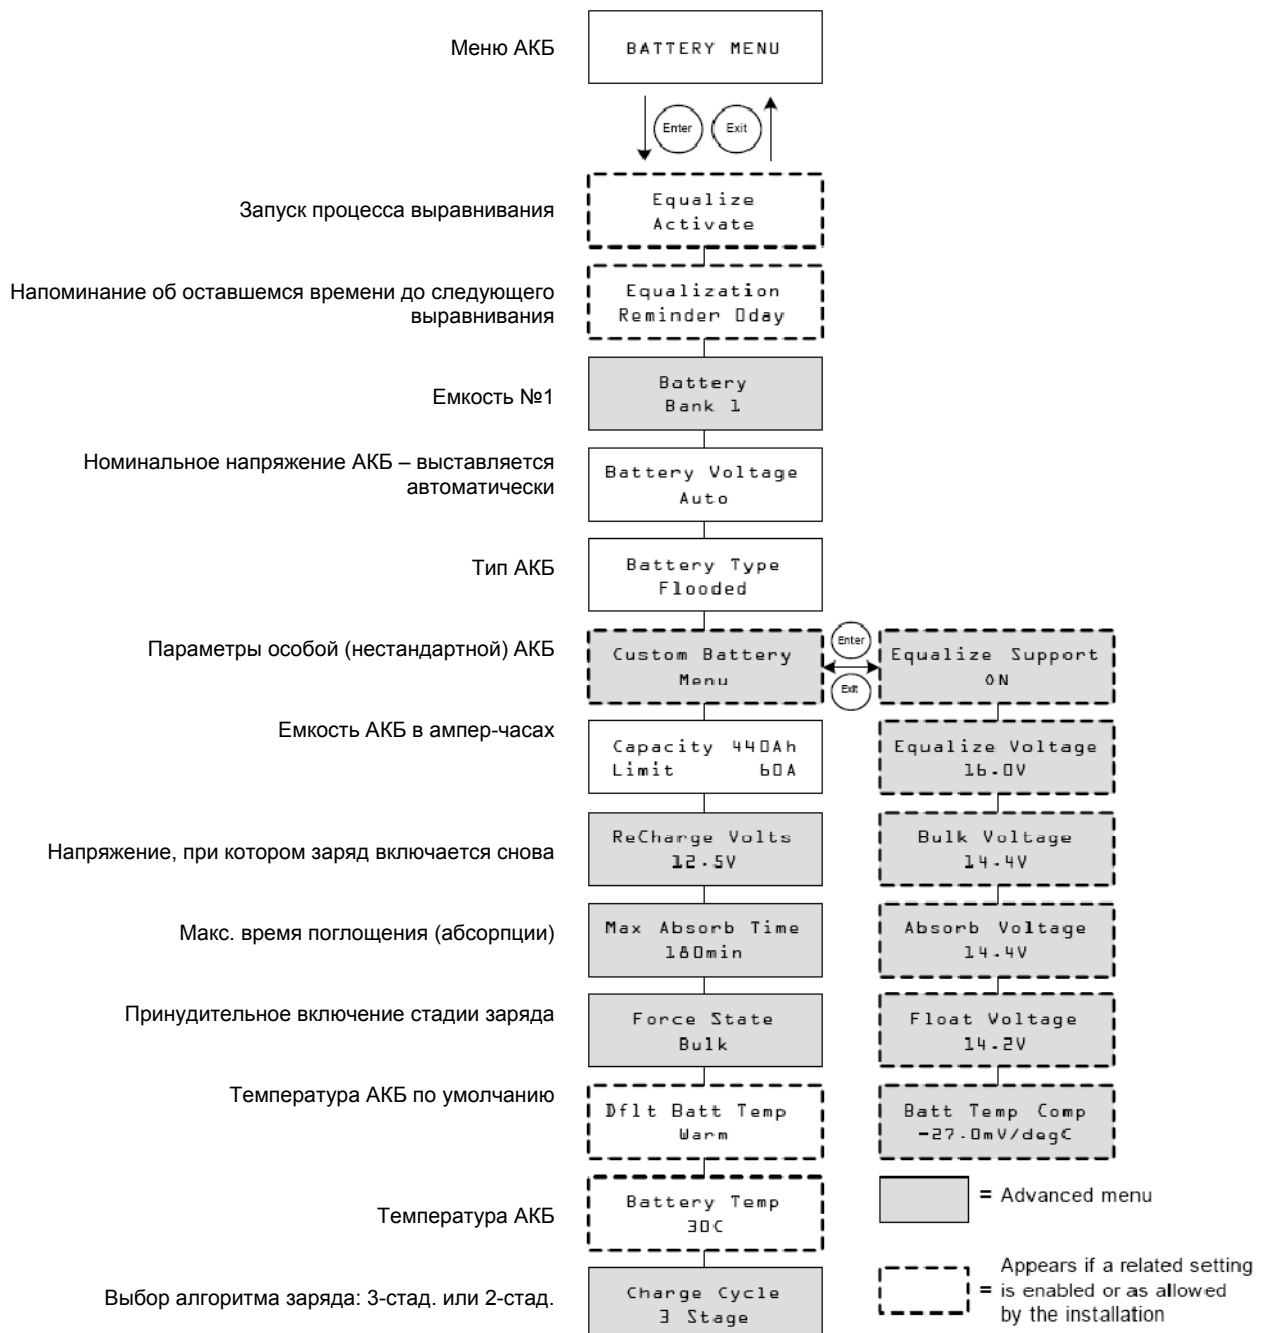 Меню АКБ
BATTERY MENU
Enter
Exit
Запуск процесса выравнивания
Equalize
Activate
Напоминание об оставшемся времени до следующего
выравнивания
Equalization
Reminder 0day
Емкость №1
Battery
Bank 1
Номинальное напряжение АКБ – выставляется
автоматически
Battery Voltage
Auto
Тип АКБ
Battery Type
Flooded
Параметры особой (нестандартной) АКБ
Custom Battery
Menu
Enter
Exit
Equalize Support
ON
Емкость АКБ в ампер-часах
Capacity 440Ah
Limit 60A
Equalize Voltage
16.0V
Напряжение, при котором заряд включается снова
ReCharge Volts
12.5V
Bulk Voltage
14.4V
Макс. время поглощения (абсорпции)
Max Absorb Time
180min
Absorb Voltage
14.4V
Принудительное включение стадии заряда
Force State
Bulk
Float Voltage
14.2V
Температура АКБ по умолчанию
Dflt Batt Temp
Warm
Batt Temp Comp
-27.0mV/degC
Температура АКБ
Battery Temp
30C
= Advanced menu
Выбор алгоритма заряда: 3-стад. или 2-стад.
Charge Cycle
3 Stage
Appears if a related setting
= is enabled or as allowed
by the installation